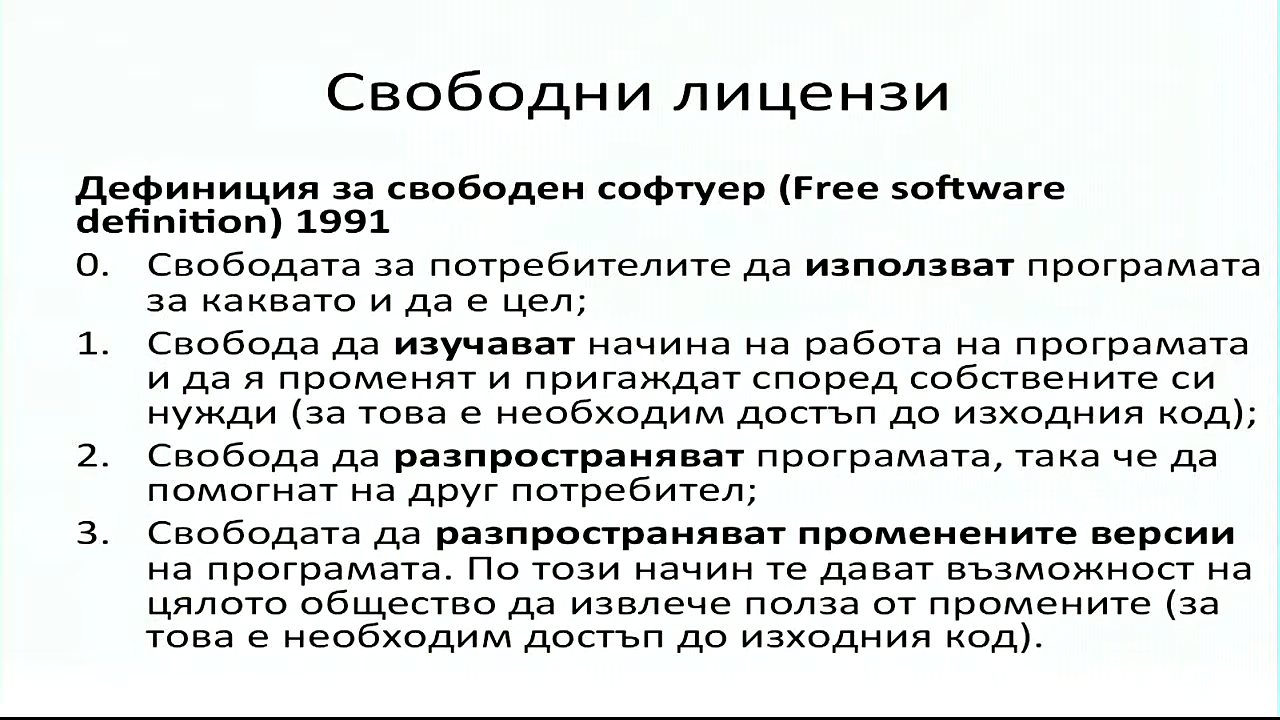 Свободни лицензи
Дефиниция за свободен софтуер (Free software
definition) 1991
0. Свободата за потребителите да използват програмата
за каквато и да е цел;
1. Свобода да изучават начина на работа на програмата
и да я променят и пригаждат според собствените си
нужди (за това е необходим достъп до изходния код);
2. Свобода да разпространяват програмата, така че да
помогнат на друг потребител;
3. Свободата да разпространяват променените версии
на програмата. По този начин те дават възможност на
цялото общество да извлече полза от промените (за
това е необходим достъп до изходния код).